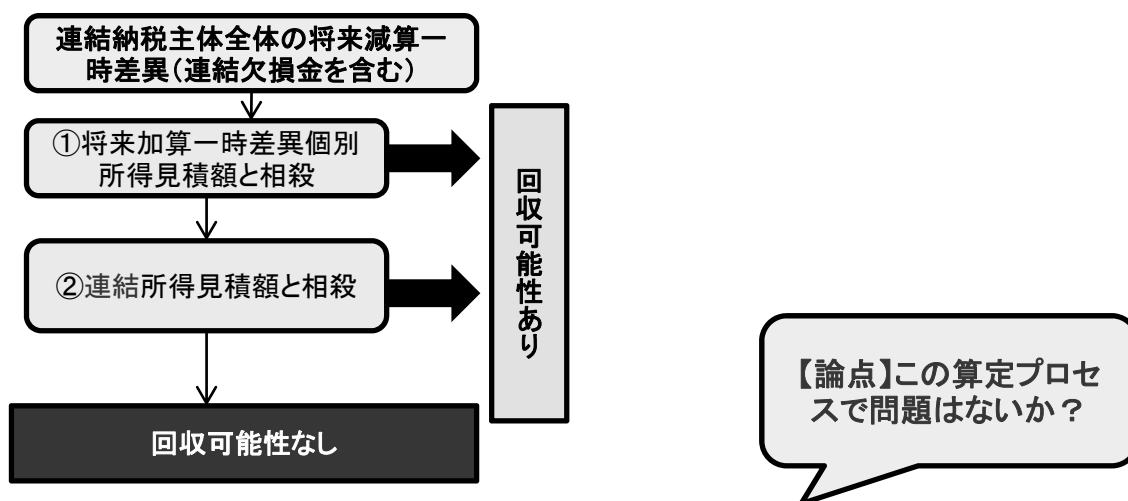 連結納税主体全体の将来減算一
時差異(連結欠損金を含む)
①将来加算一時差異個別
所得見積額と相殺
②連結所得見積額と相殺
回収可能性あり
回収可能性なし
【論点】この算定プロセ
スで問題はないか?